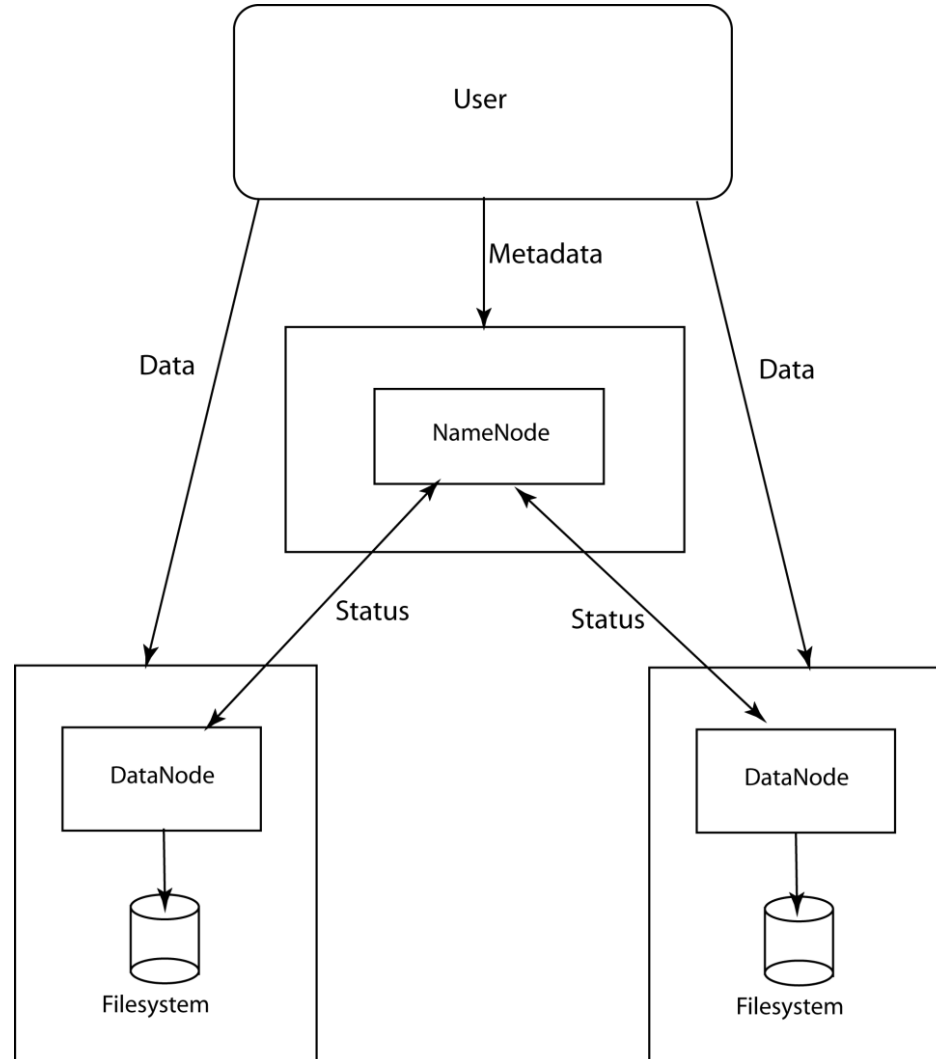 User
Metadata
Data
Data
NameNode
Status
Status
DataNode
DataNode
Filesystem
Filesystem